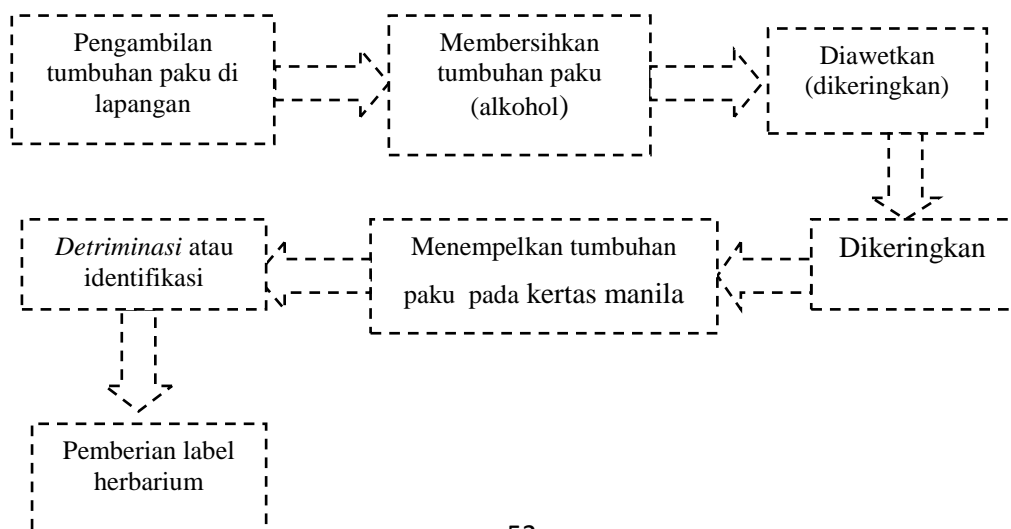 Pengambilan
tumbuhan paku di
lapangan
Membersihkan
tumbuhan paku
(alkohol)
Diawetkan
(dikeringkan)
Dikeringkan
Menempelkan tumbuhan
paku pada kertas manila
Detriminasi atau
identifikasi
Pemberian label
herbarium